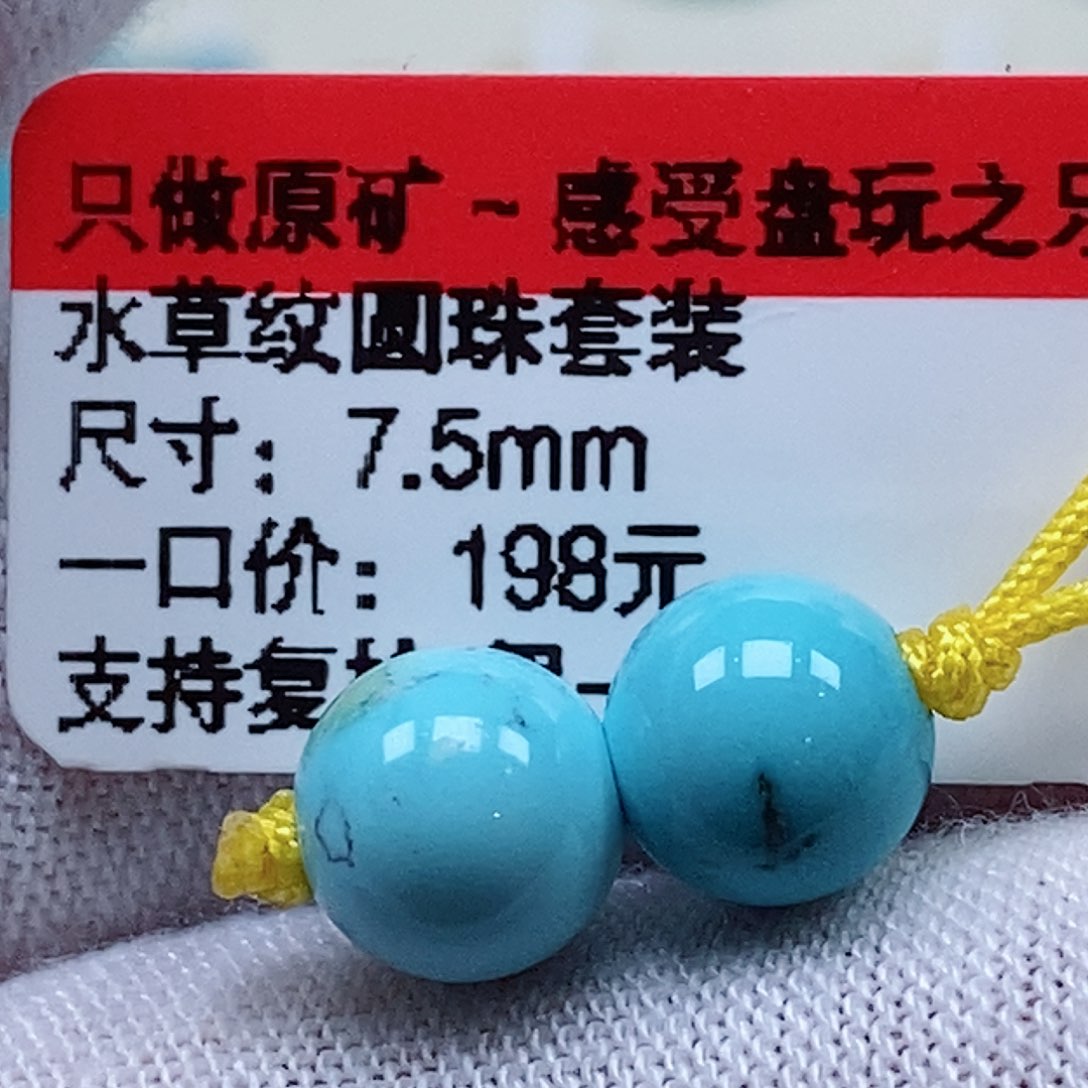 只做原矿~感受盘玩之
水草纹圆珠套装
尺寸：7.5mm
一口价：198元
支持复